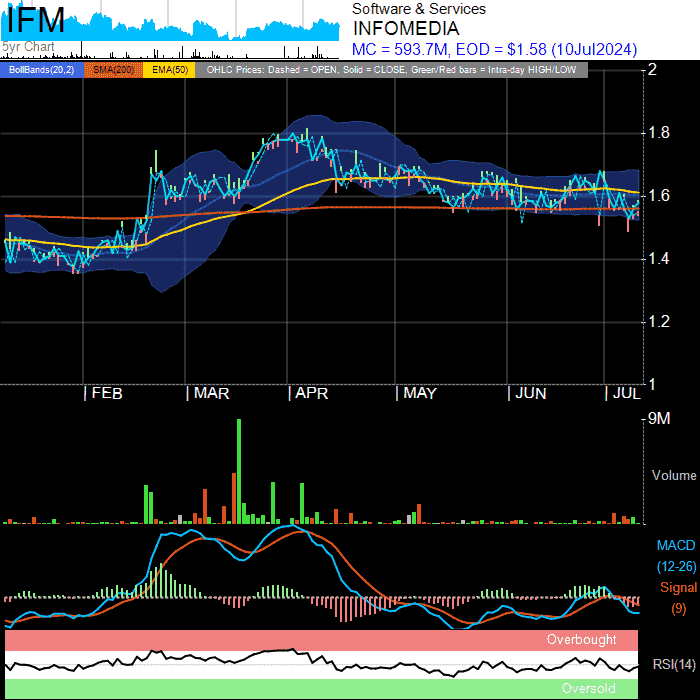 IFM
5yr Chart
Software & Services
INFOMEDIA
MC = 593.7M, EOD = $1.58 (10Jul2024)
BollBands(20,2) SMA(200) EMA(50) OHLC Prices: Dashed = OPEN, Solid = CLOSE, Green/Red bars = Intra-day HIGH/LOW
2
1.8
1.6
1.4
1.2
1
FEB MAR APR MAY JUN JUL
9M
Volume
MACD
(12-26)
Signal
(9)
Overbought
RSI(14)
Oversold